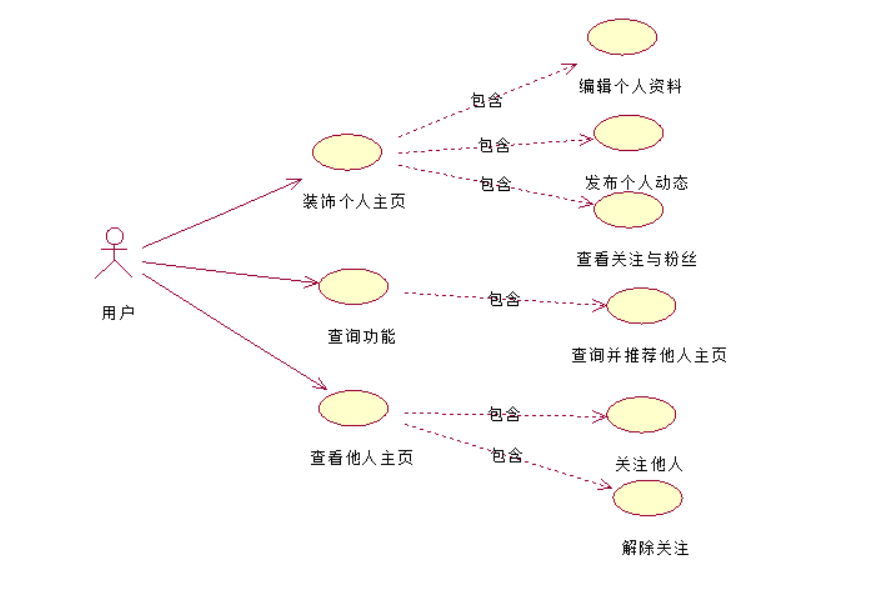 编辑个人资料
包含
包含
发布个人动态
包含
装饰个人主页
查看关注与粉丝
用户
包含
查询功能
查询并推荐他人主页
包含
查看他人主页
包含
关注他人
解除关注